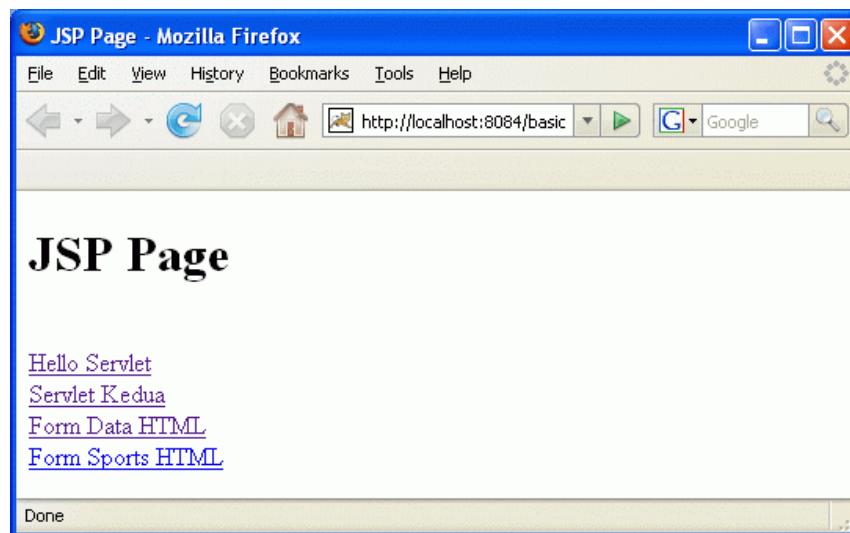 JSP Page - Mozilla Firefox
File Edit View History Bookmarks Tools Help
http://localhost:8084/basic G Google
JSP Page
Hello Servlet
Servlet Kedua
Form Data HTML
Form Sports HTML
Done